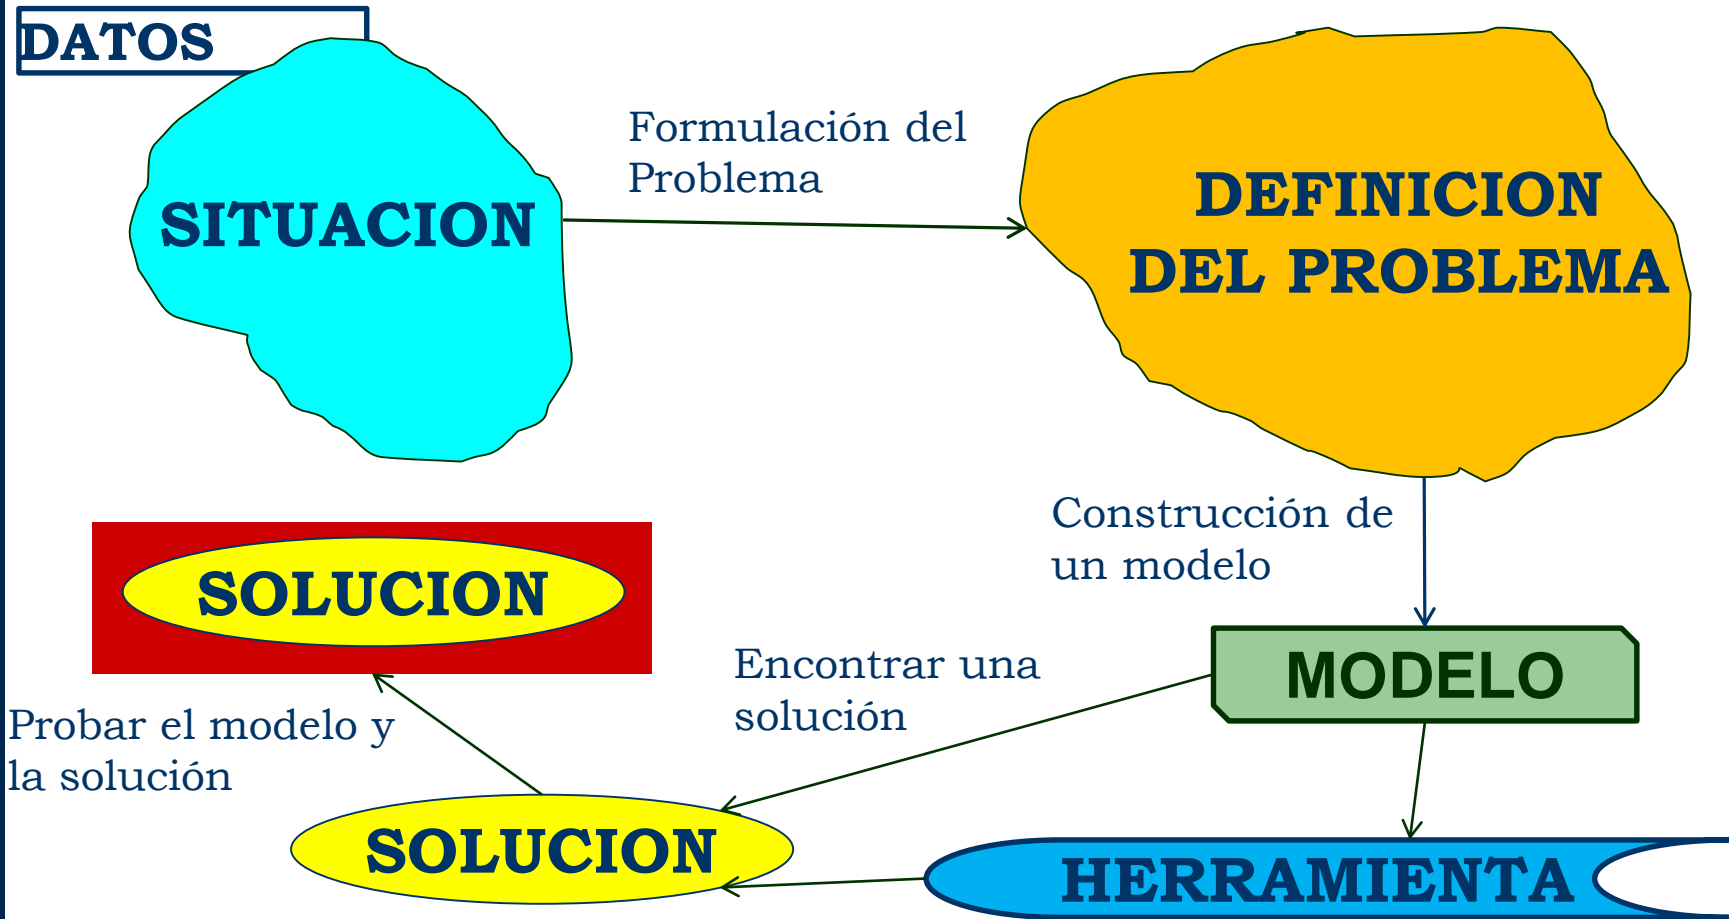 DATOS
SITUACION
Formulación del
Problema
DEFINICION
DEL PROBLEMA
Construcción de
un modelo
MODELO
Encontrar una
solución
HERRAMIENTA
SOLUCION
Probar el modelo y
la solución
SOLUCION